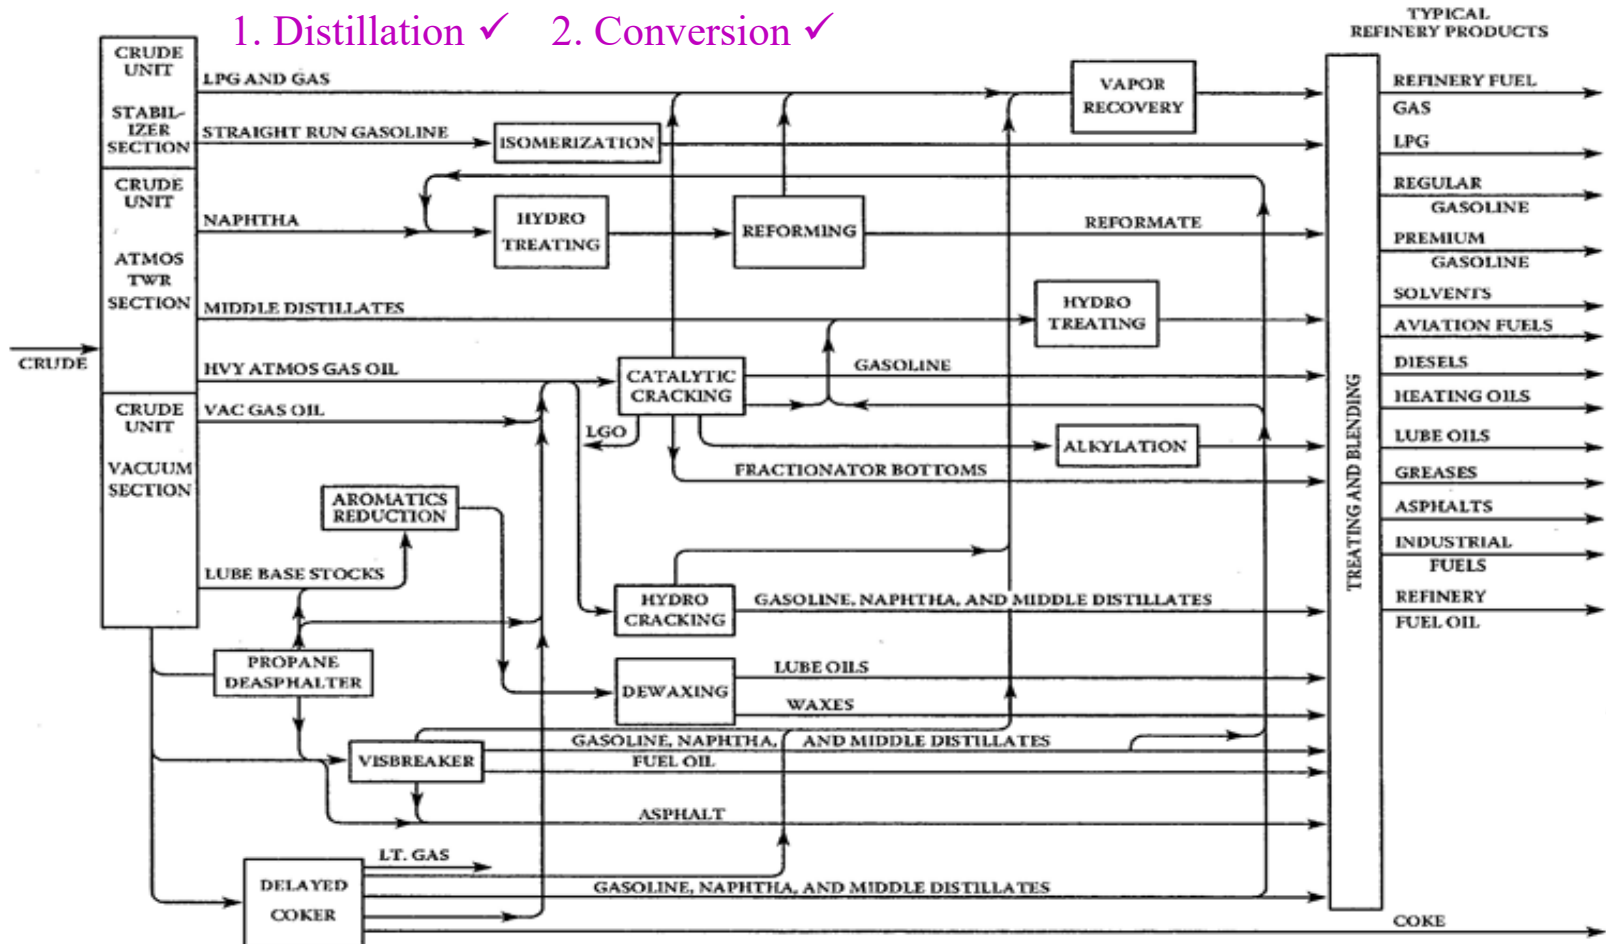 1. Distillation ✓ 2. Conversion ✓
TYPICAL
REFINERY PRODUCTS
CRUDE
UNIT
STABIL-
IZER
SECTION
LPG AND GAS
VAPOR
RECOVERY
REFINERY FUEL
GAS
STRAIGHT RUN GASOLINE
ISOMERIZATION
LPG
CRUDE
UNIT
ATMOS
TWR
SECTION
NAPHTHA
HYDRO
TREATING
REFORMING
REFORMATE
REGULAR
GASOLINE
PREMIUM
GASOLINE
MIDDLE DISTILLATES
HYDRO
TREATING
SOLVENTS
AVIATION FUELS
CRUDE
HVY ATMOS GAS OIL
CATALYTIC
CRACKING
GASOLINE
DIESELS
HEATING OILS
CRUDE
UNIT
VACUUM
SECTION
VAC GAS OIL
LGO
ALKYLATION
FRACTIONATOR BOTTOMS
TREATING AND BLENDING
LUBE OILS
GREASES
ASPHALTS
INDUSTRIAL
FUELS
REFINERY
FUEL OIL
AROMATICS
REDUCTION
LUBE BASE STOCKS
HYDRO
CRACKING
GASOLINE, NAPHTHA, AND MIDDLE DISTILLATES
PROPANE
DEASPHALTER
DEWAXING
LUBE OILS
WAXES
VISBREAKER
GASOLINE, NAPHTHA, AND MIDDLE DISTILLATES
FUEL OIL
ASPHALT
DELAYED
COKER
LT. GAS
GASOLINE, NAPHTHA, AND MIDDLE DISTILLATES
COKE